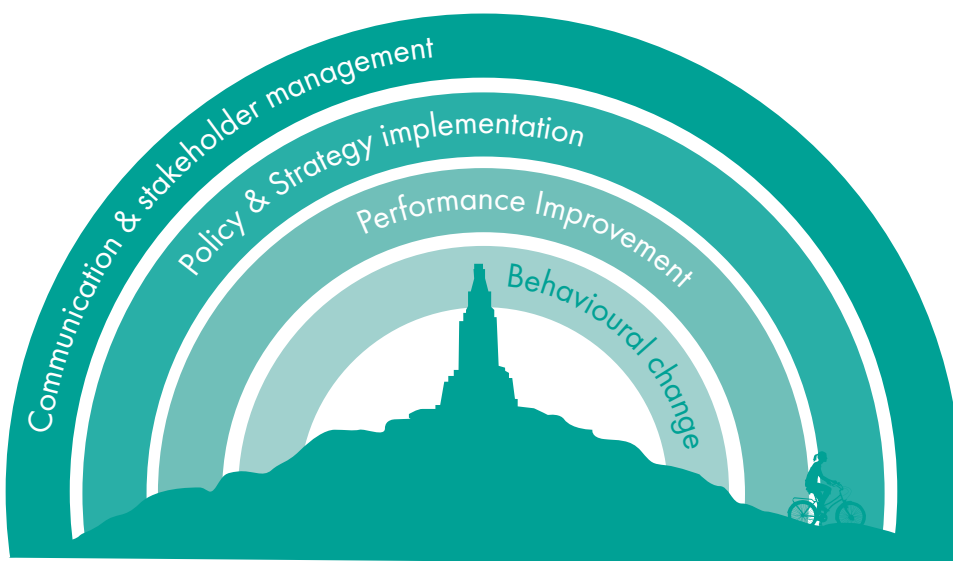 Communication & stakeholder management
Policy & Strategy implementation
Performance Improvement
Behavioural change